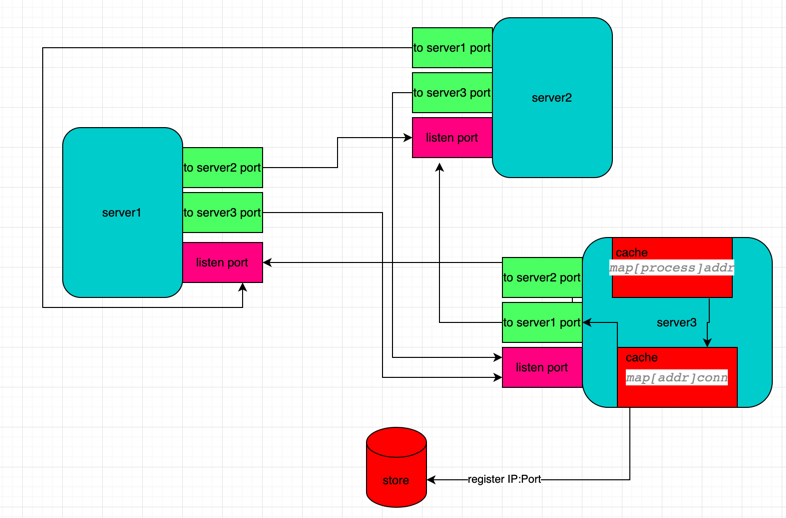 to server1 port
to server3 port
server2
listen port
to server2 port
server1
to server3 port
listen port
cache
map[process]addr
to server2 port
to server1 port
server3
listen port
cache
map[addr]conn
store
register IP:Port